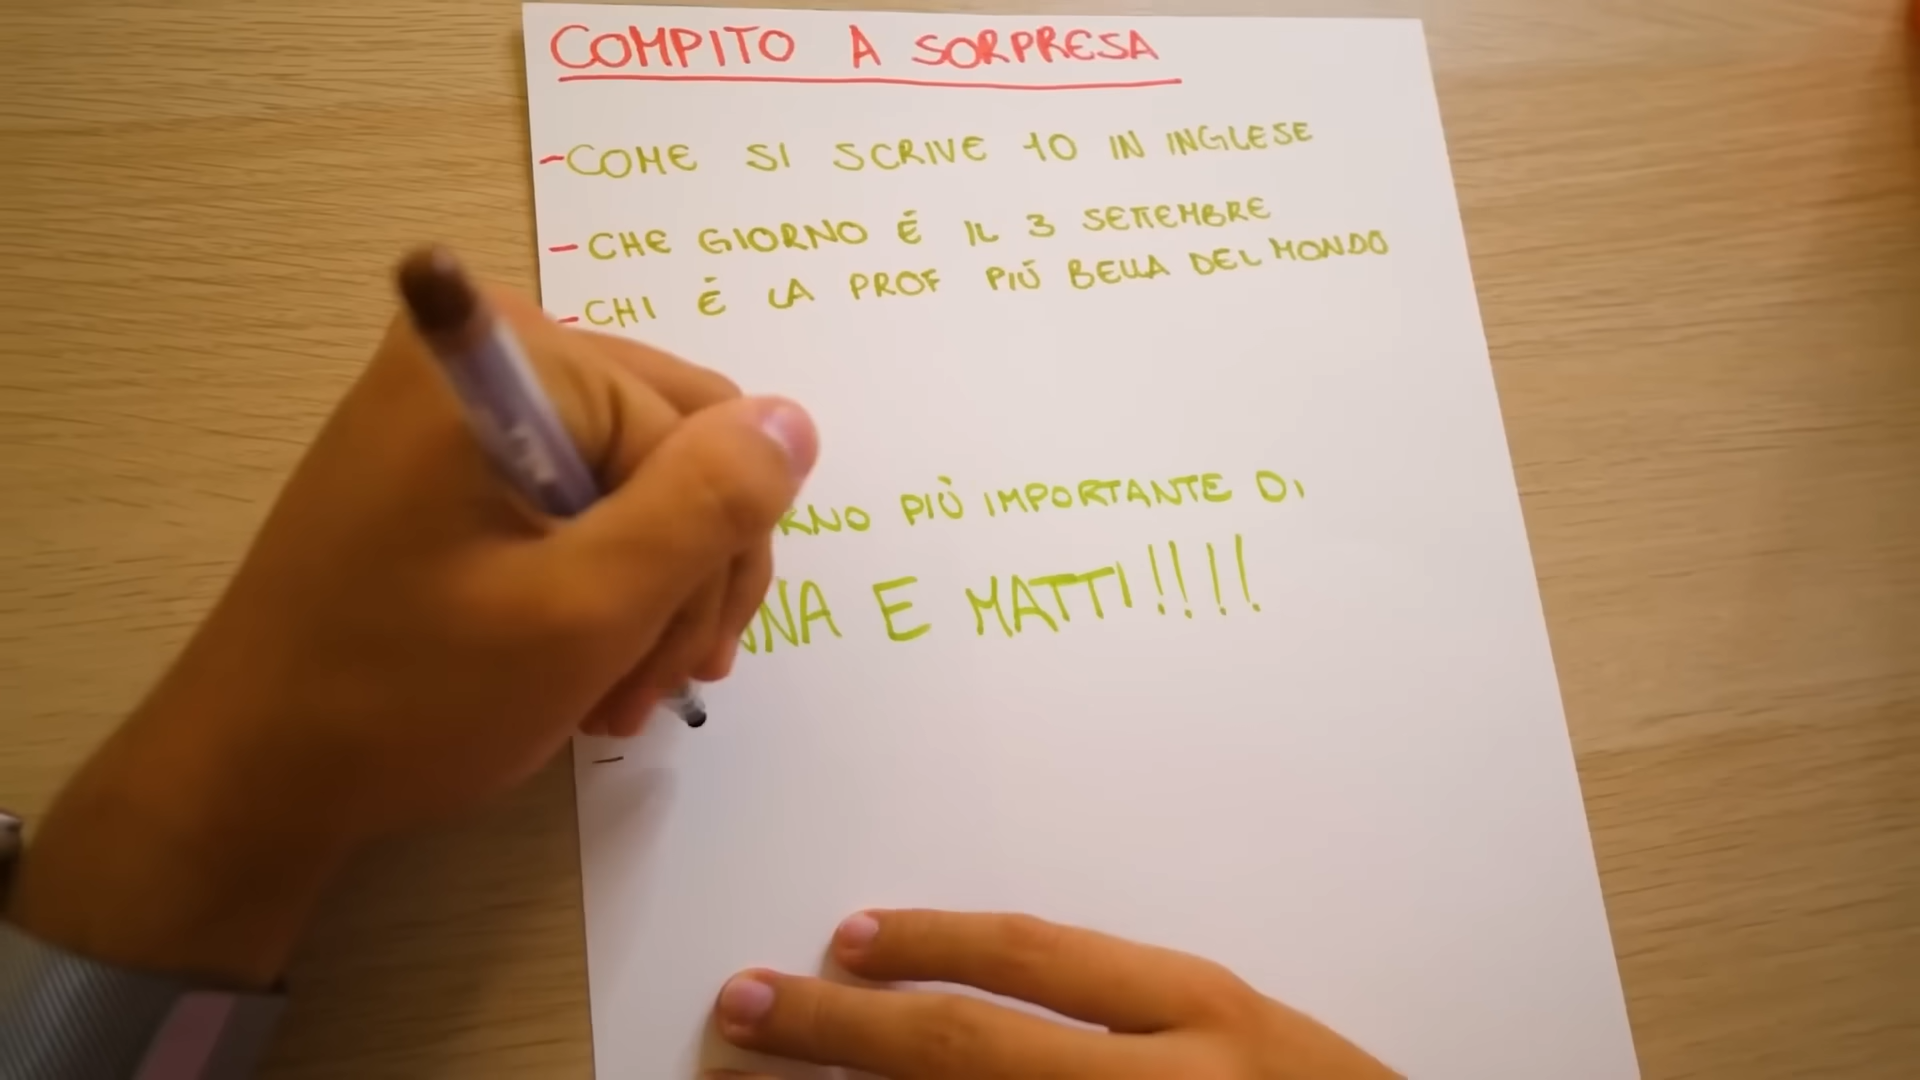 COMPITO A SORPRESA
-COME SI SCRIVE 10 IN INGLESE
-CHE GIORNO É IL 3 SETTEMBRE
-CHI É LA PROF PIÚ BELLA DEL MONDO
PIÙ IMPORTANTE DI
E MATTI!!!!
-